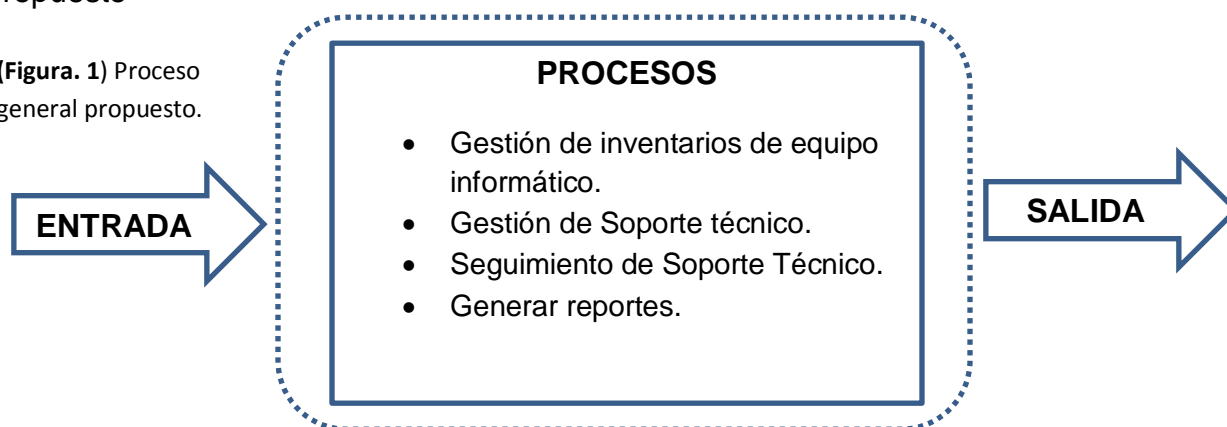 (Figura. 1) Proceso
general propuesto.
ENTRADA
PROCESOS
• Gestión de inventarios de equipo
informático.
• Gestión de Soporte técnico.
• Seguimiento de Soporte Técnico.
• Generar reportes.
SALIDA